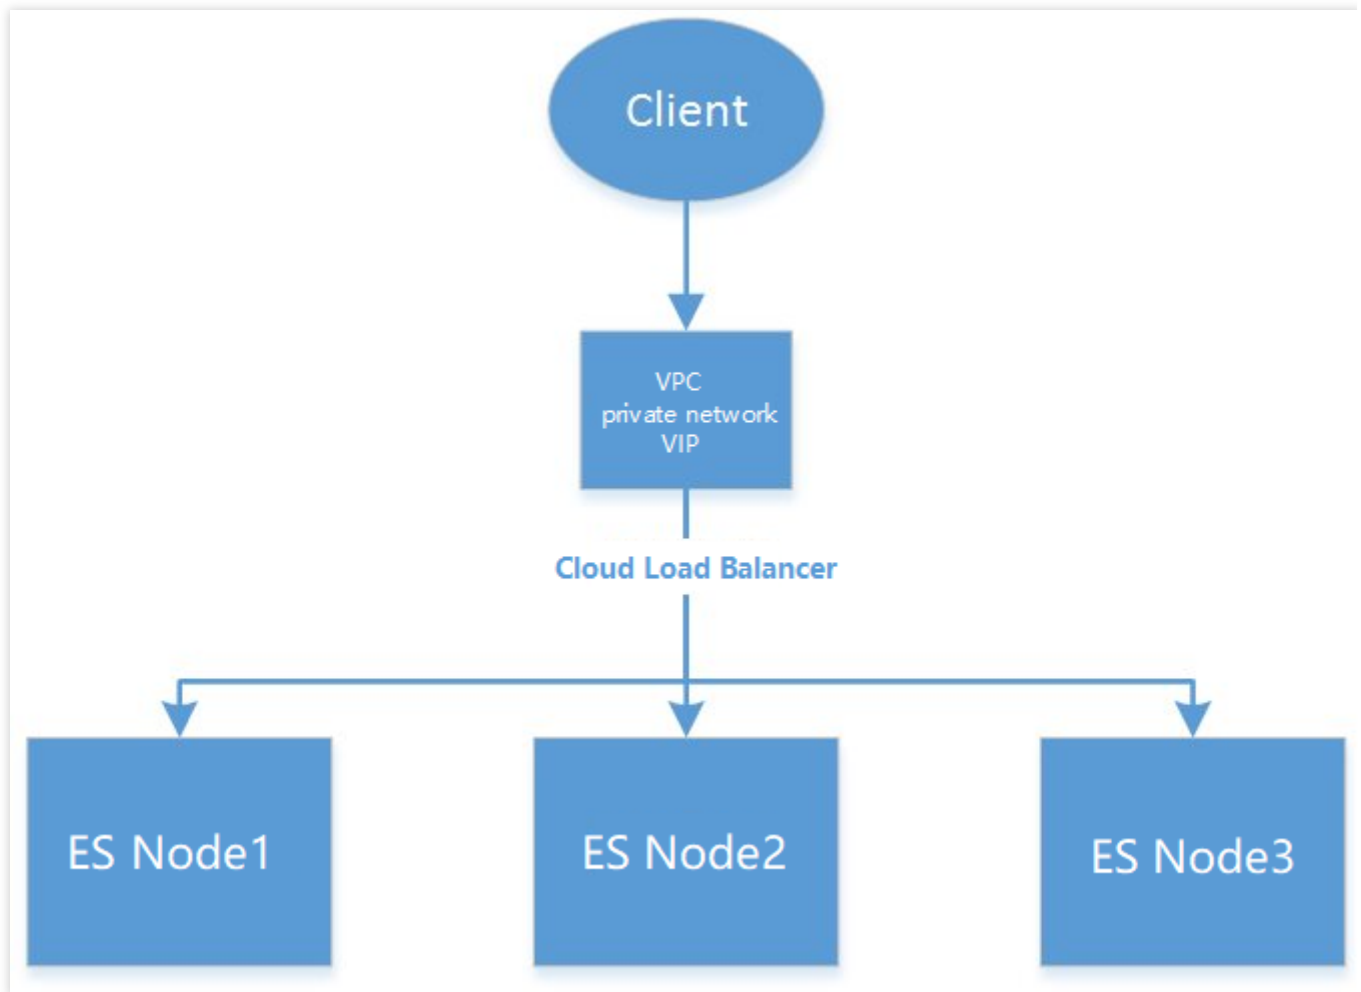 Client
VPC
private network
VIP
Cloud Load Balancer
ES Node1
ES Node2
ES Node3